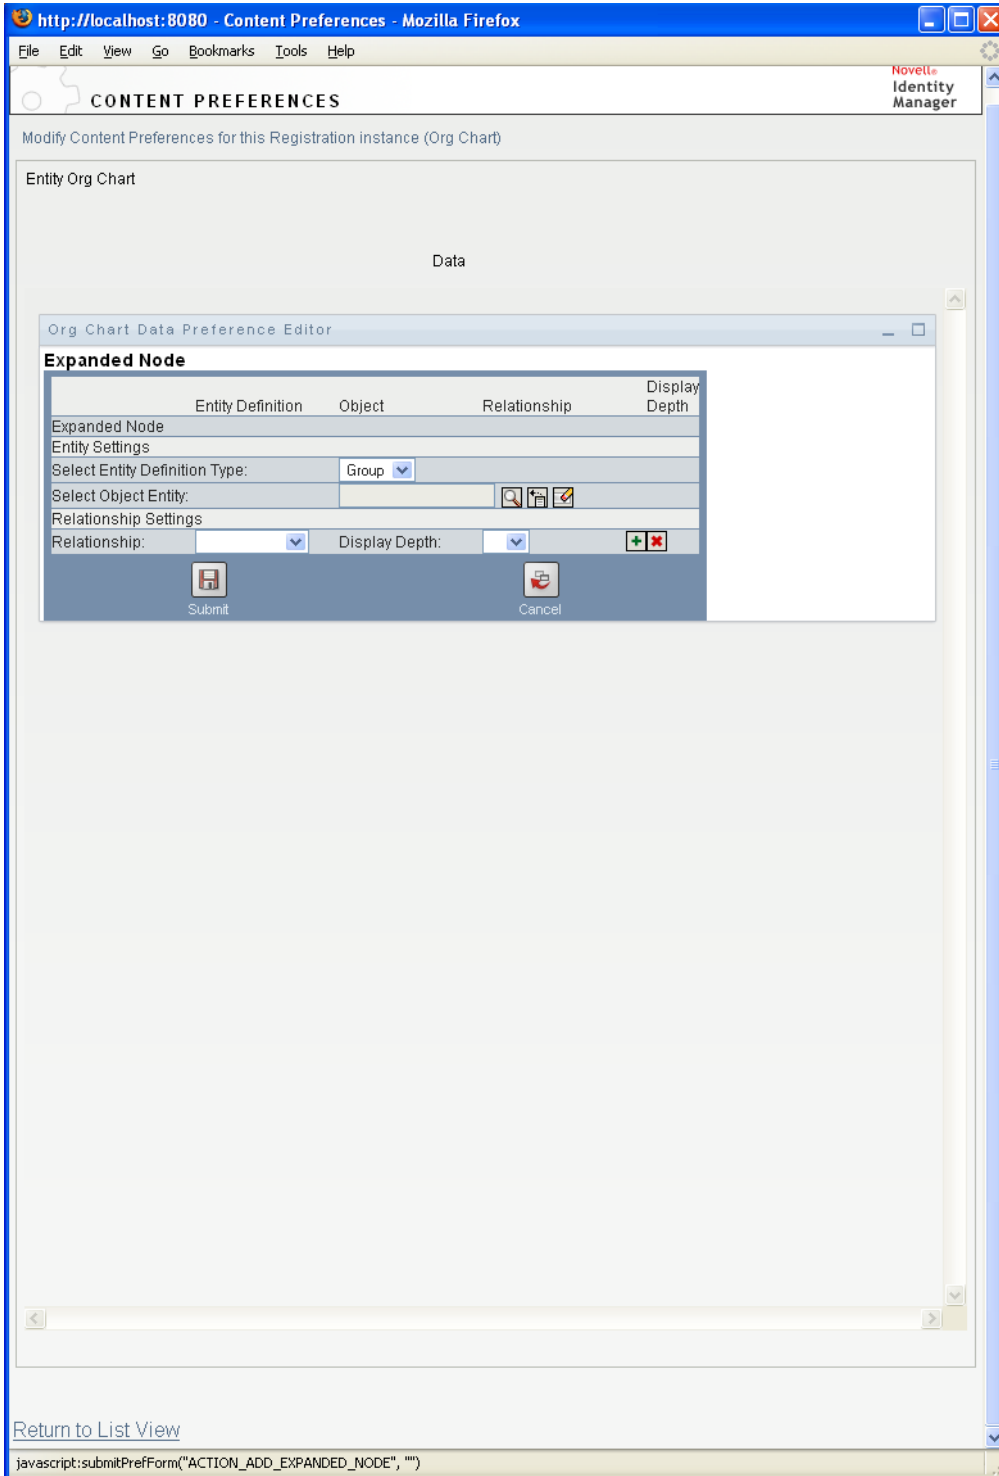 http://localhost:8080 - Content Preferences - Mozilla Firefox
File Edit View Go Bookmarks Tools Help
Novell®
Identity
Manager
CONTENT PREFERENCES
Modify Content Preferences for this Registration instance (Org Chart)
Entity Org Chart
Data
Org Chart Data Preference Editor
Expanded Node
Entity Definition Object Relationship Display Depth
Expanded Node
Entity Settings
Select Entity Definition Type: Group
Select Object Entity:
Relationship Settings
Relationship: Display Depth:
Submit Cancel
Return to List View
javascript:submitPrefForm("ACTION_ADD_EXPANDED_NODE", "")